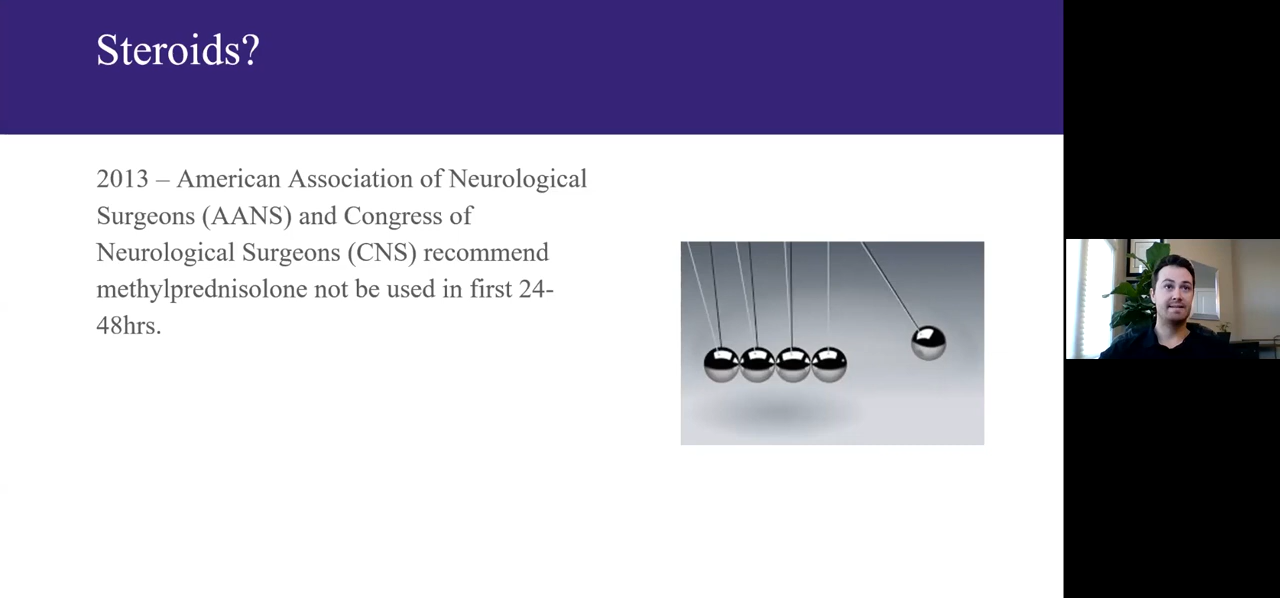 Steroids?
2013 – American Association of Neurological
Surgeons (AANS) and Congress of
Neurological Surgeons (CNS) recommend
methylprednisolone not be used in first 24-
48hrs.